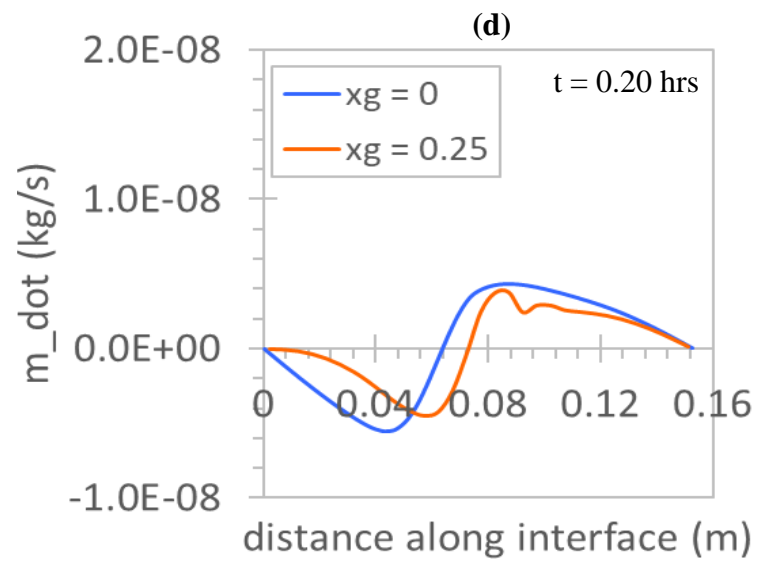 (d)
2.0E-08
xg = 0
t = 0.20 hrs
xg = 0.25
1.0E-08
m_dot (kg/s)
0.0E+00
0 0.04 0.08 0.12 0.16
-1.0E-08
distance along interface (m)